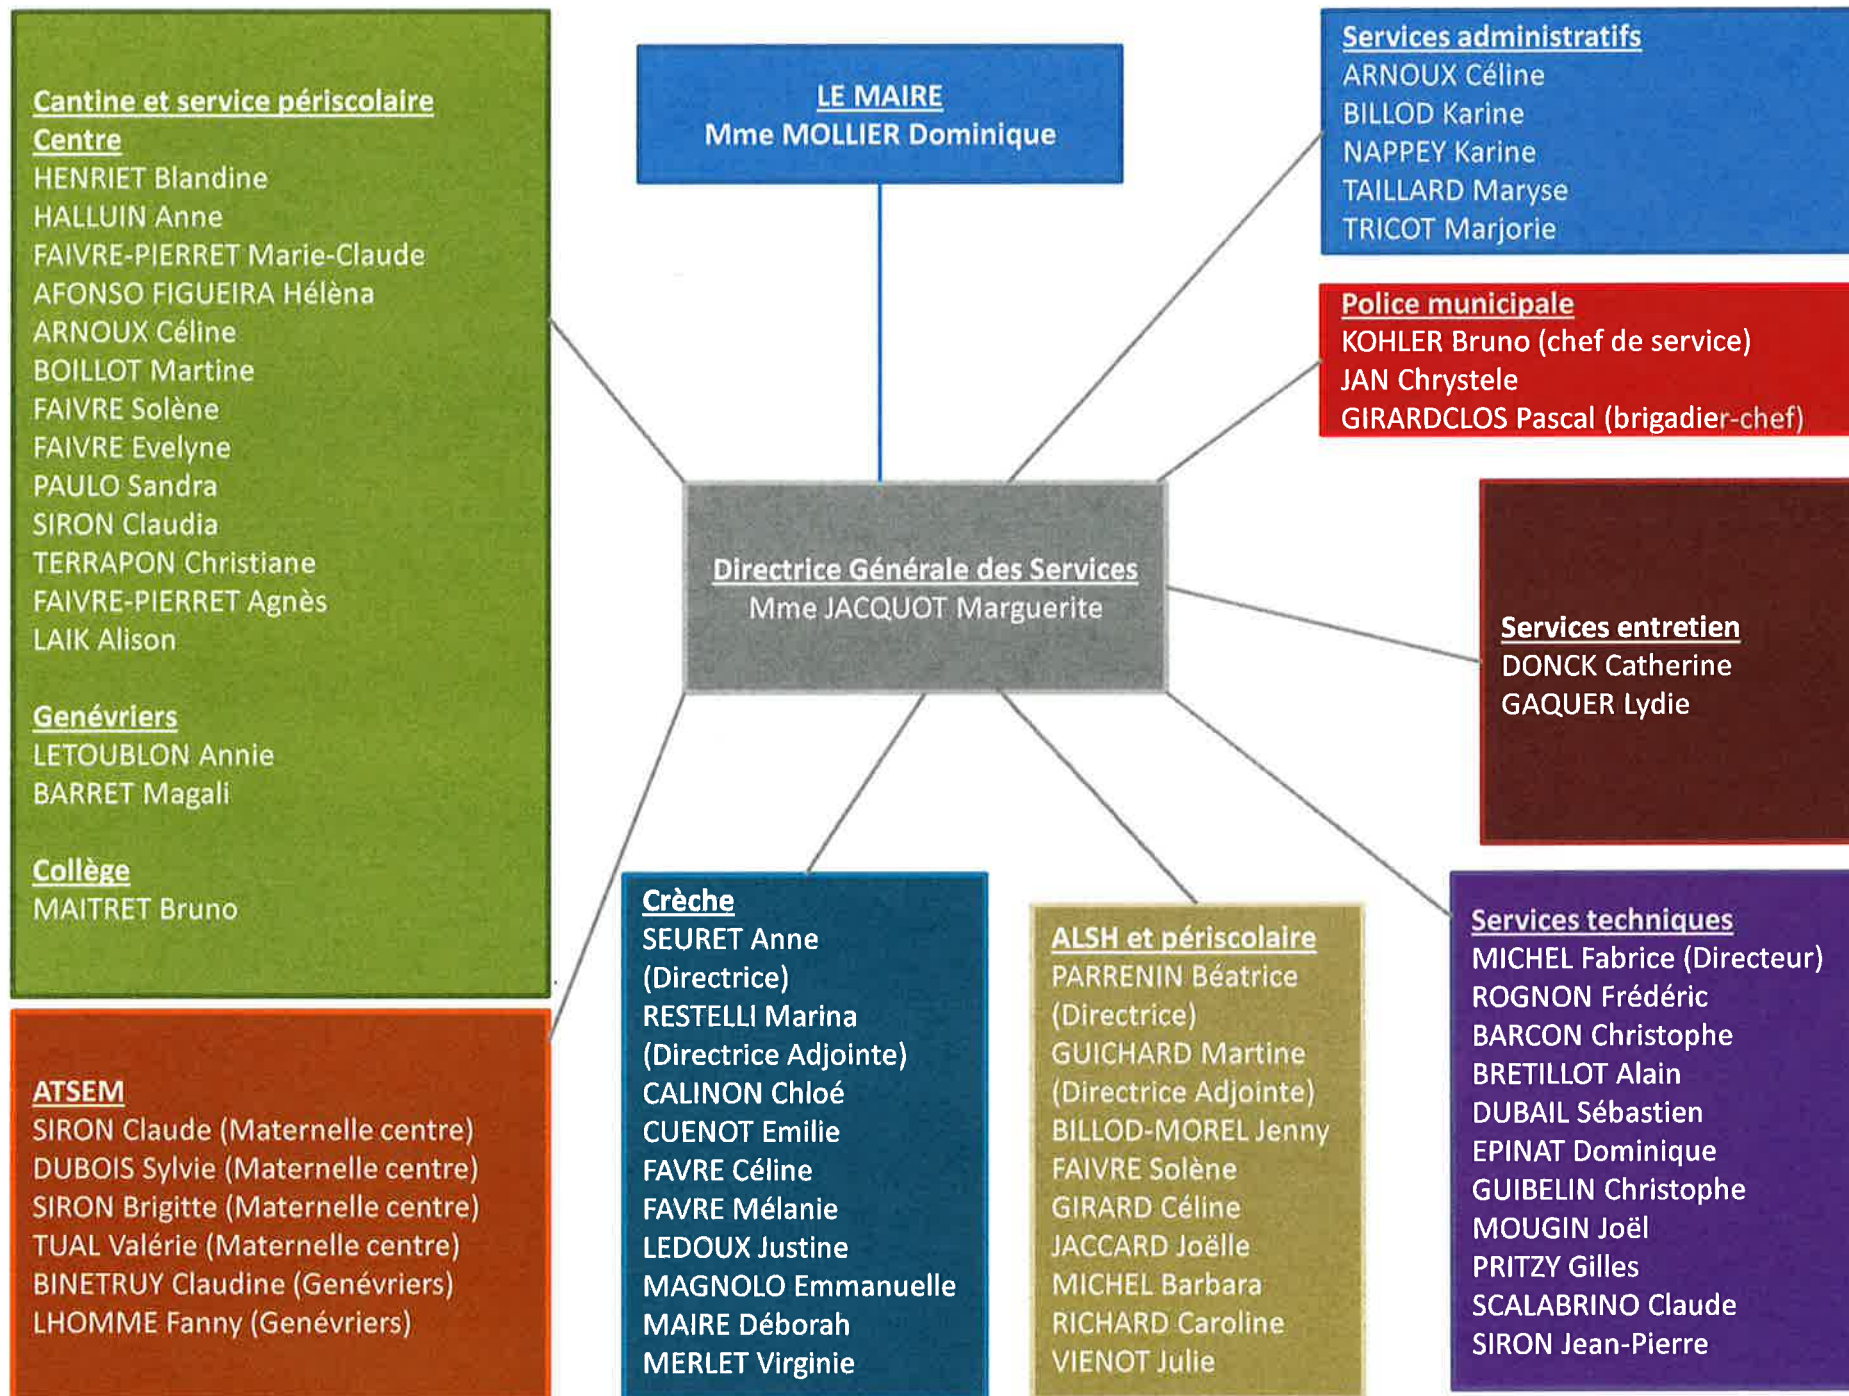 Cantine et service périscolaire
Centre
HENRIET Blandine
HALLUIN Anne
FAIVRE-PIERRET Marie-Claude
AFONSO FIGUEIRA Hélèna
ARNOUX Céline
BOILLOT Martine
FAIVRE Solène
FAIVRE Evelyne
PAULO Sandra
SIRON Claudia
TERRAPON Christiane
FAIVRE-PIERRET Agnès
LAIK Alison
Genévriers
LETOUBLON Annie
BARRET Magali
Collège
MAITRET Bruno
LE MAIRE
Mme MOLLIER Dominique
Services administratifs
ARNOUX Céline
BILLOD Karine
NAPPEY Karine
TAILLARD Maryse
TRICOT Marjorie
Police municipale
KOHLER Bruno (chef de service)
JAN Chrystele
GIRARDCLOS Pascal (brigadier-chef)
Directrice Générale des Services
Mme JACQUOT Marguerite
Services entretien
DONCK Catherine
GAQUER Lydie
ATSEM
SIRON Claude (Maternelle centre)
DUBOIS Sylvie (Maternelle centre)
SIRON Brigitte (Maternelle centre)
TUAL Valérie (Maternelle centre)
BINETRUY Claudine (Genévriers)
LHOMME Fanny (Genévriers)
Crèche
SEURET Anne
(Directrice)
RESTELLI Marina
(Directrice Adjointe)
CALINON Chloé
CUENOT Emilie
FAVRE Céline
FAVRE Mélanie
LEDOUX Justine
MAGNOLO Emmanuelle
MAIRE Déborah
MERLET Virginie
ALSH et périscolaire
PARRENIN Béatrice
(Directrice)
GUICHARD Martine
(Directrice Adjointe)
BILLOD-MOREL Jenny
FAIVRE Solène
GIRARD Céline
JACCARD Joëlle
MICHEL Barbara
RICHARD Caroline
VIENOT Julie
Services techniques
MICHEL Fabrice (Directeur)
ROGNON Frédéric
BARCON Christophe
BRETILLOT Alain
DUBAIL Sébastien
EPINAT Dominique
GUIBELIN Christophe
MOUGIN Joël
PRITZY Gilles
SCALABRINO Claude
SIRON Jean-Pierre